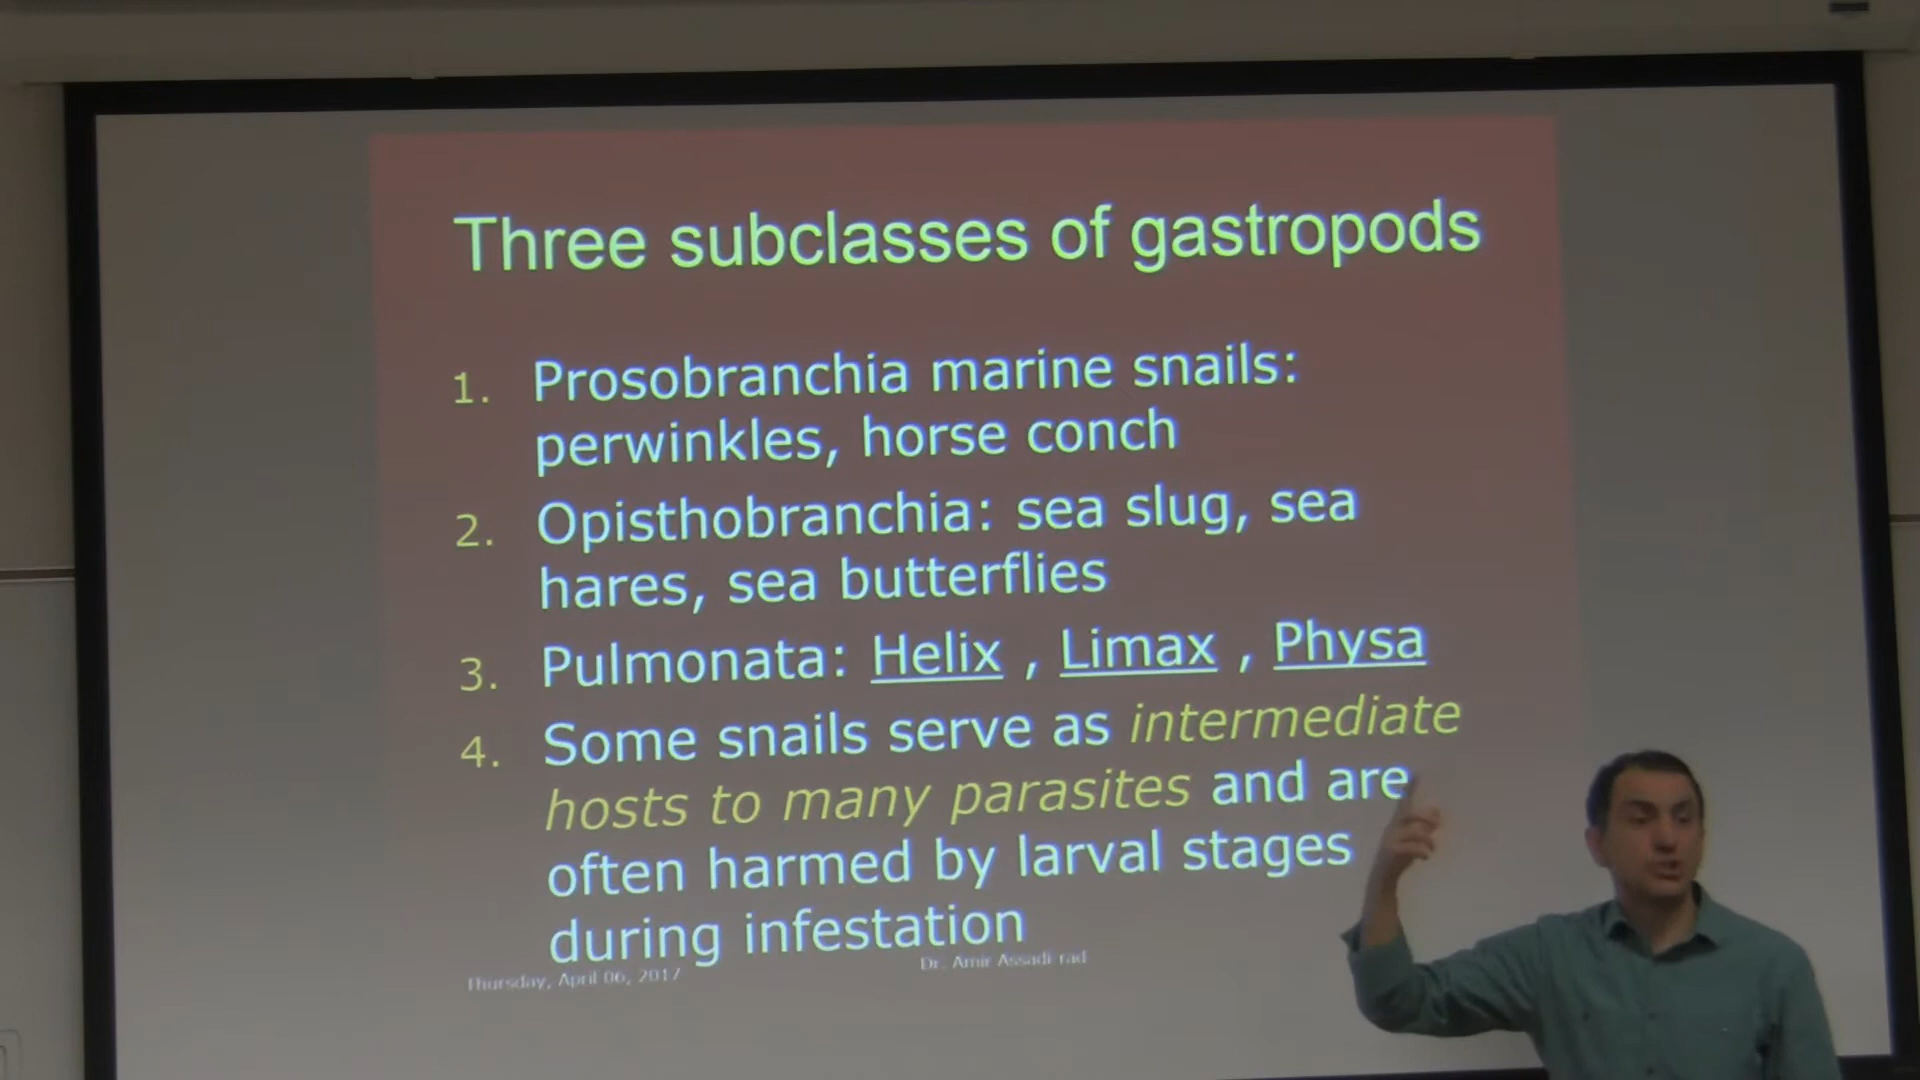 Three subclasses of gastropods
1. Prosobranchia marine snails:
perwinkles, horse conch
2. Opisthobranchia: sea slug, sea
hares, sea butterflies
3. Pulmonata: Helix , Limax , Physa
4. Some snails serve as intermediate
hosts to many parasites and are
often harmed by larval stages
during infestation
Thursday, April 06, 2017
Dr. Amir Assadi-rad